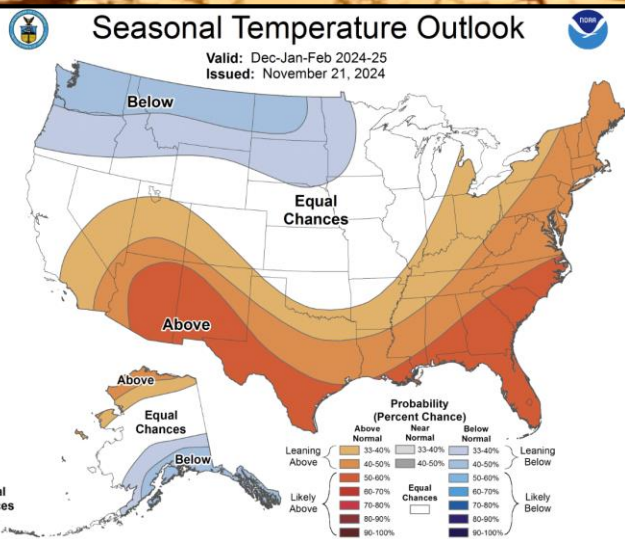 Seasonal Temperature Outlook
NOAA
Valid: Dec-Jan-Feb 2024-25
Issued: November 21, 2024
Below
Equal
Chances
Above
Above
Equal
Chances
Below
Probability
(Percent Chance)
Above
Normal
Near
Normal
Below
Normal
Leaning
Above
33-40%
40-50%
33-40%
40-50%
33-40%
40-50%
Leaning
Below
Likely
Above
50-60%
60-70%
70-80%
80-90%
90-100%
Equal
Chances
50-60%
60-70%
70-80%
80-90%
90-100%
Likely
Below